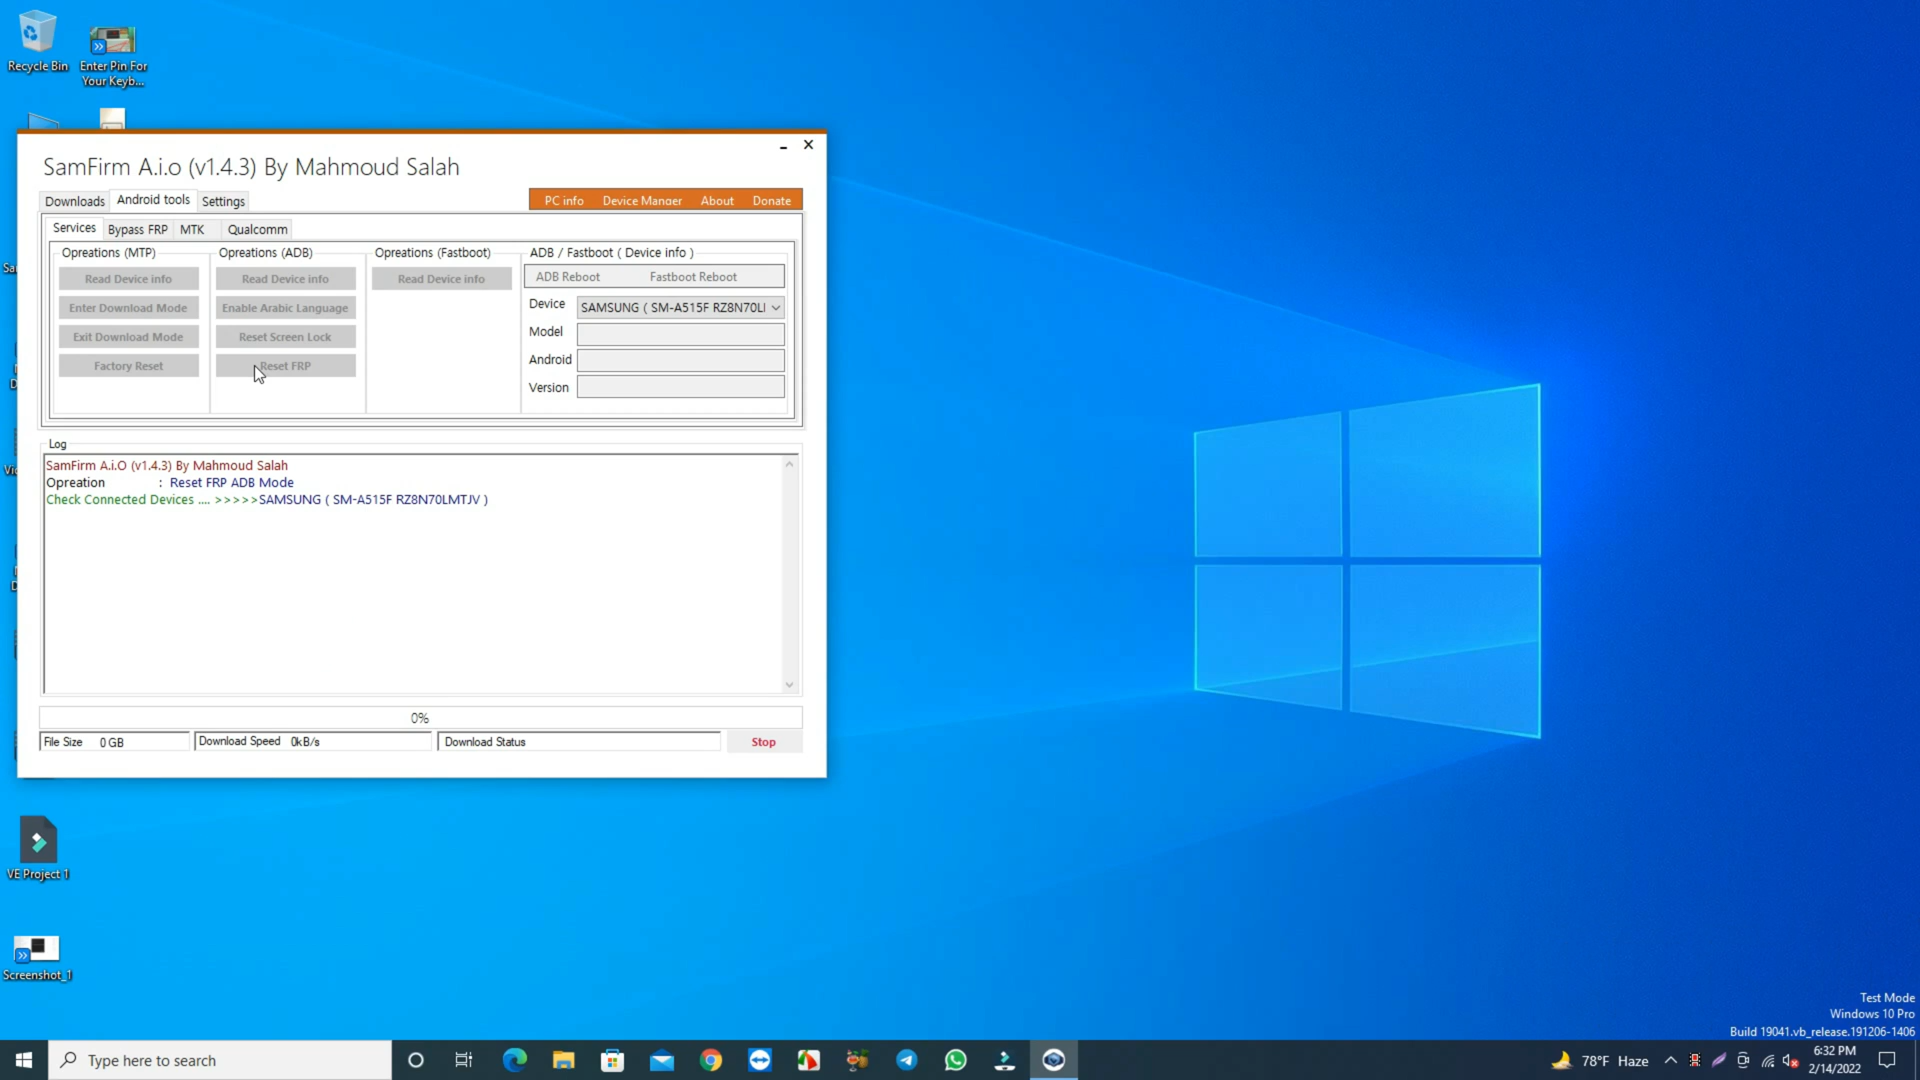 Recycle Bin
Enter Pin For
Your Keyb...
SamFirm A.i.o (v1.4.3) By Mahmoud Salah
Downloads
Android tools
Settings
PC info
Device Manger
About
Donate
Services
Bypass FRP
MTK
Qualcomm
Opreations (MTP)
Read Device info
Enter Download Mode
Exit Download Mode
Factory Reset
Opreations (ADB)
Read Device info
Enable Arabic Language
Reset Screen Lock
Reset FRP
Opreations (Fastboot)
Read Device info
ADB / Fastboot ( Device info )
ADB Reboot
Fastboot Reboot
Device
SAMSUNG ( SM-A515F RZ8N70LI
Model
Android
Version
Log
SamFirm A.i.O (v1.4.3) By Mahmoud Salah
Opreation : Reset FRP ADB Mode
Check Connected Devices .... >>>>>SAMSUNG ( SM-A515F RZ8N70LMTJV )
0%
File Size 0 GB
Download Speed 0kB/s
Download Status
Stop
VE Project 1
Screenshot_1
Test Mode
Windows 10 Pro
Build 19041.vb_release.191206-1406
Type here to search
78°F Haze
6:32 PM
2/14/2022